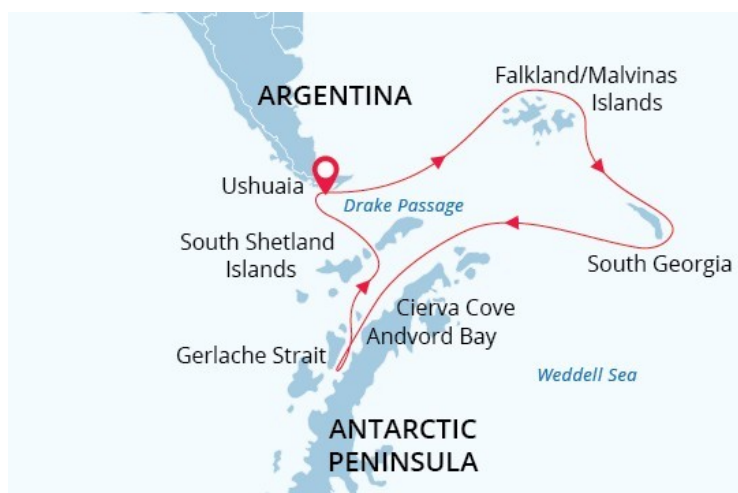 Falkland/Malvinas
Islands
ARGENTINA
Ushuaia
Drake Passage
South Shetland
Islands
South Georgia
Cierva Cove
Andvord Bay
Gerlache Strait
Weddell Sea
ANTARCTIC
PENINSULA